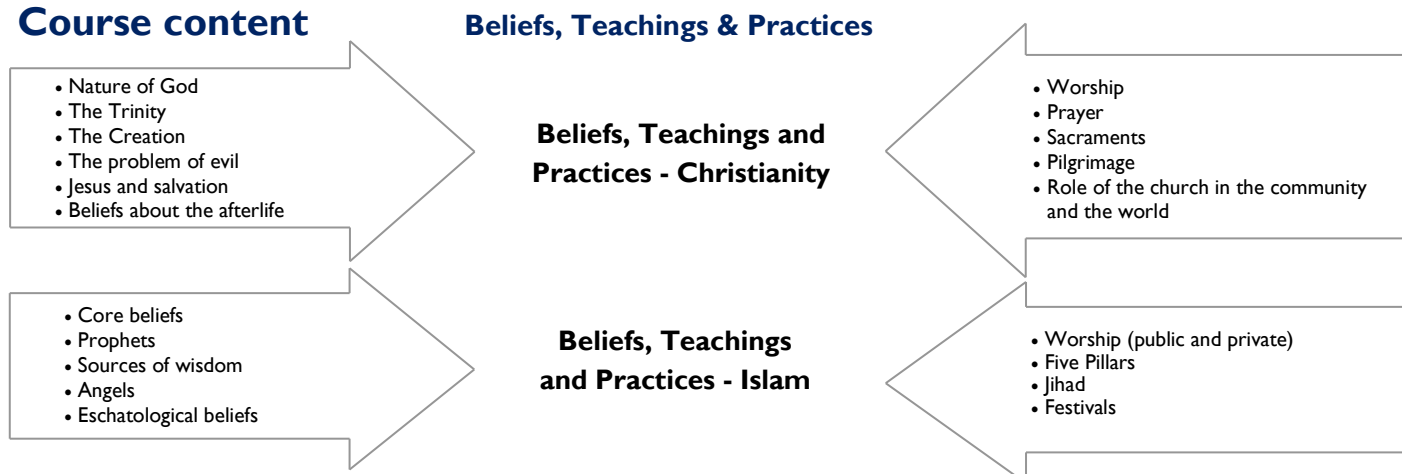 Course content
Beliefs, Teachings & Practices
• Nature of God
• The Trinity
• The Creation
• The problem of evil
• Jesus and salvation
• Beliefs about the afterlife
Beliefs, Teachings and
Practices - Christianity
• Worship
• Prayer
• Sacraments
• Pilgrimage
• Role of the church in the community
and the world
• Core beliefs
• Prophets
• Sources of wisdom
• Angels
• Eschatological beliefs
Beliefs, Teachings
and Practices - Islam
• Worship (public and private)
• Five Pillars
• Jihad
• Festivals